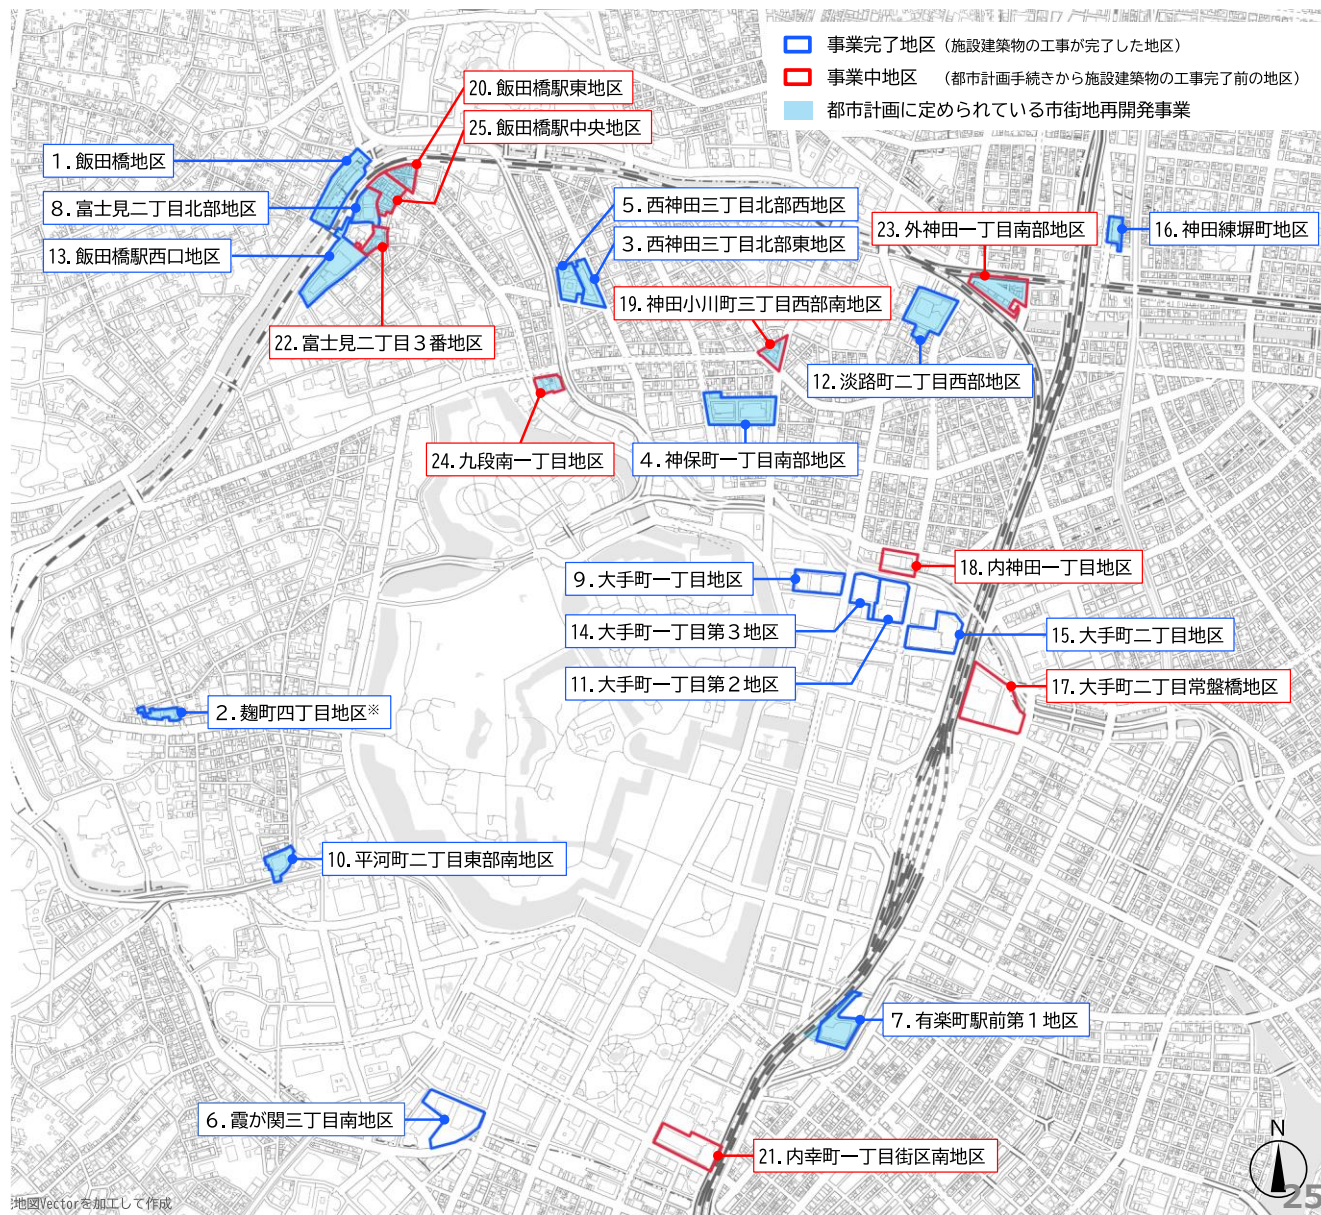 事業完了地区（施設建築物の工事が完了した地区）
事業中地区　（都市計画手続きから施設建築物の工事完了前の地区）
都市計画に定められている市街地再開発事業
20．飯田橋駅東地区
25．飯田橋駅中央地区
1．飯田橋地区
8．富士見二丁目北部地区
13．飯田橋駅西口地区
5．西神田三丁目北部西地区
3．西神田三丁目北部東地区
23．外神田一丁目南部地区
16．神田練塀町地区
19．神田小川町三丁目西部南地区
22．富士見二丁目３番地区
12．淡路町二丁目西部地区
24．九段南一丁目地区
4．神保町一丁目南部地区
18．内神田一丁目地区
9．大手町一丁目地区
14．大手町一丁目第３地区
15．大手町二丁目地区
11．大手町一丁目第２地区
17．大手町二丁目常盤橋地区
2．麹町四丁目地区※
10．平河町二丁目東部南地区
7．有楽町駅前第１地区
6．霞が関三丁目南地区
21．内幸町一丁目街区南地区
N
地図Vectorを加工して作成
25